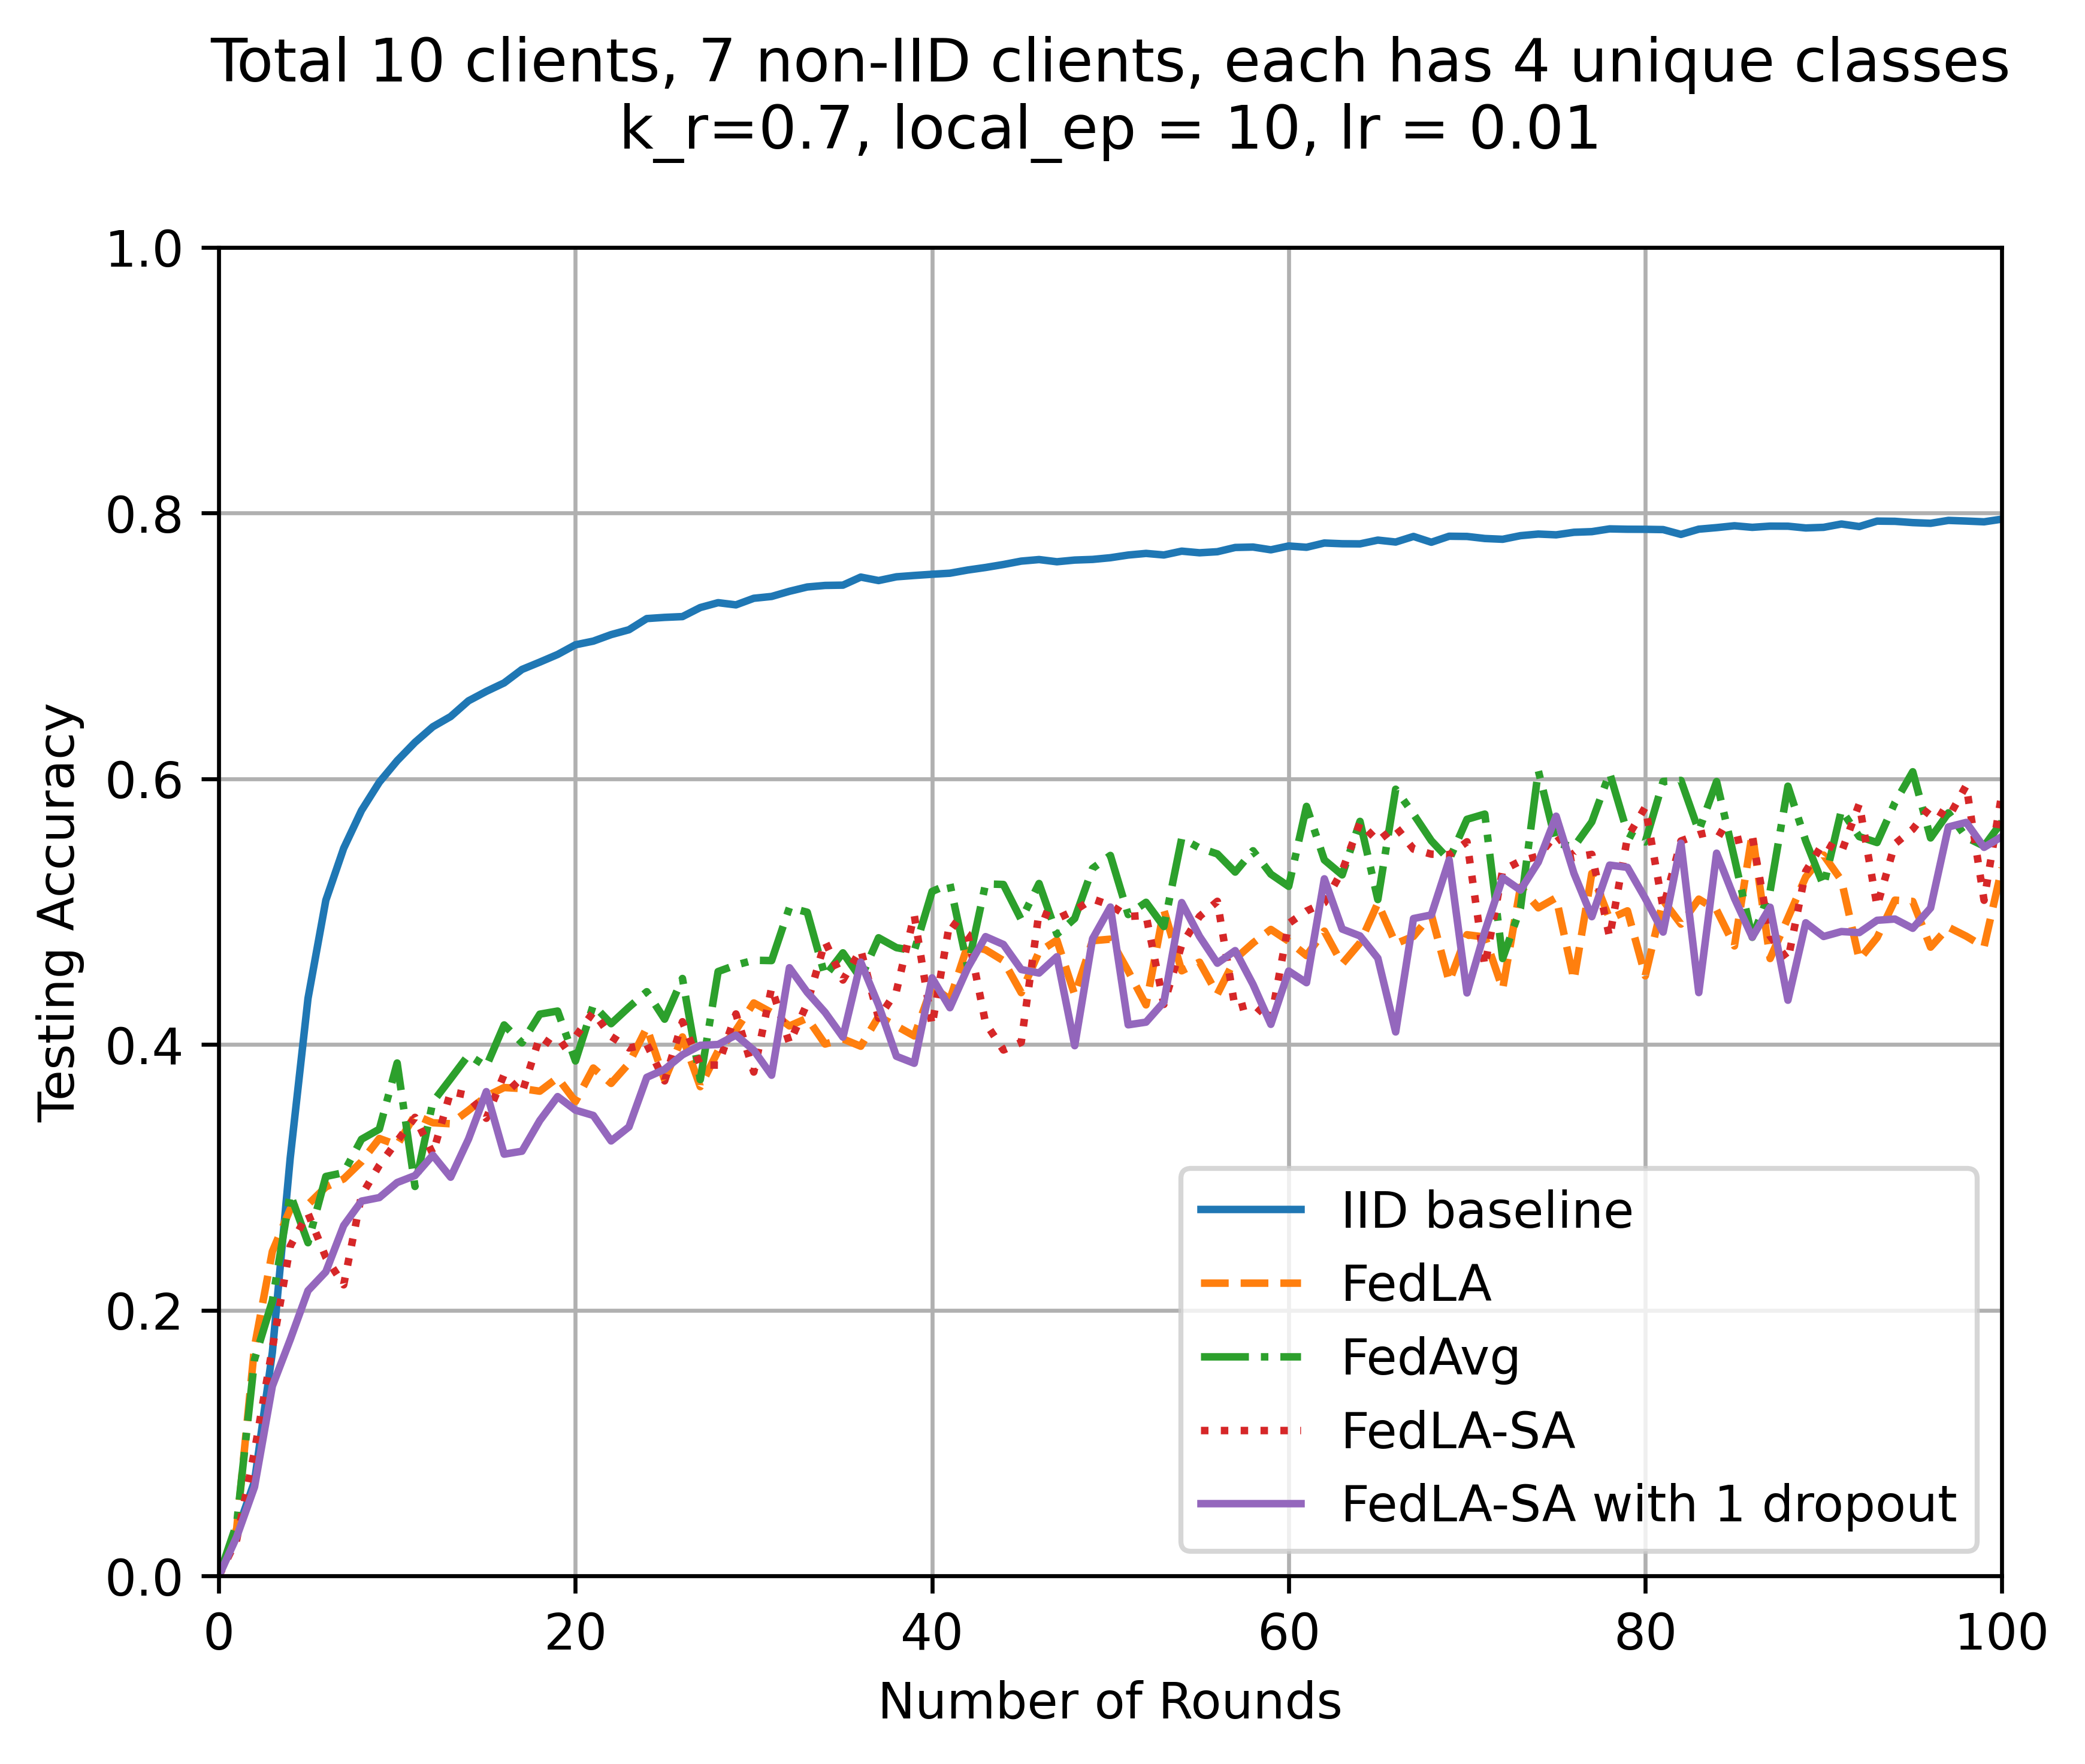 Total 10 clients, 7 non-IID clients, each has 4 unique classes
k_r=0.7, local_ep = 10, lr = 0.01
1.0
0.8
0.6
0.4
0.2
0.0
Testing Accuracy
IID baseline
FedLA
FedAvg
FedLA-SA
FedLA-SA with 1 dropout
0 20 40 60 80 100
Number of Rounds